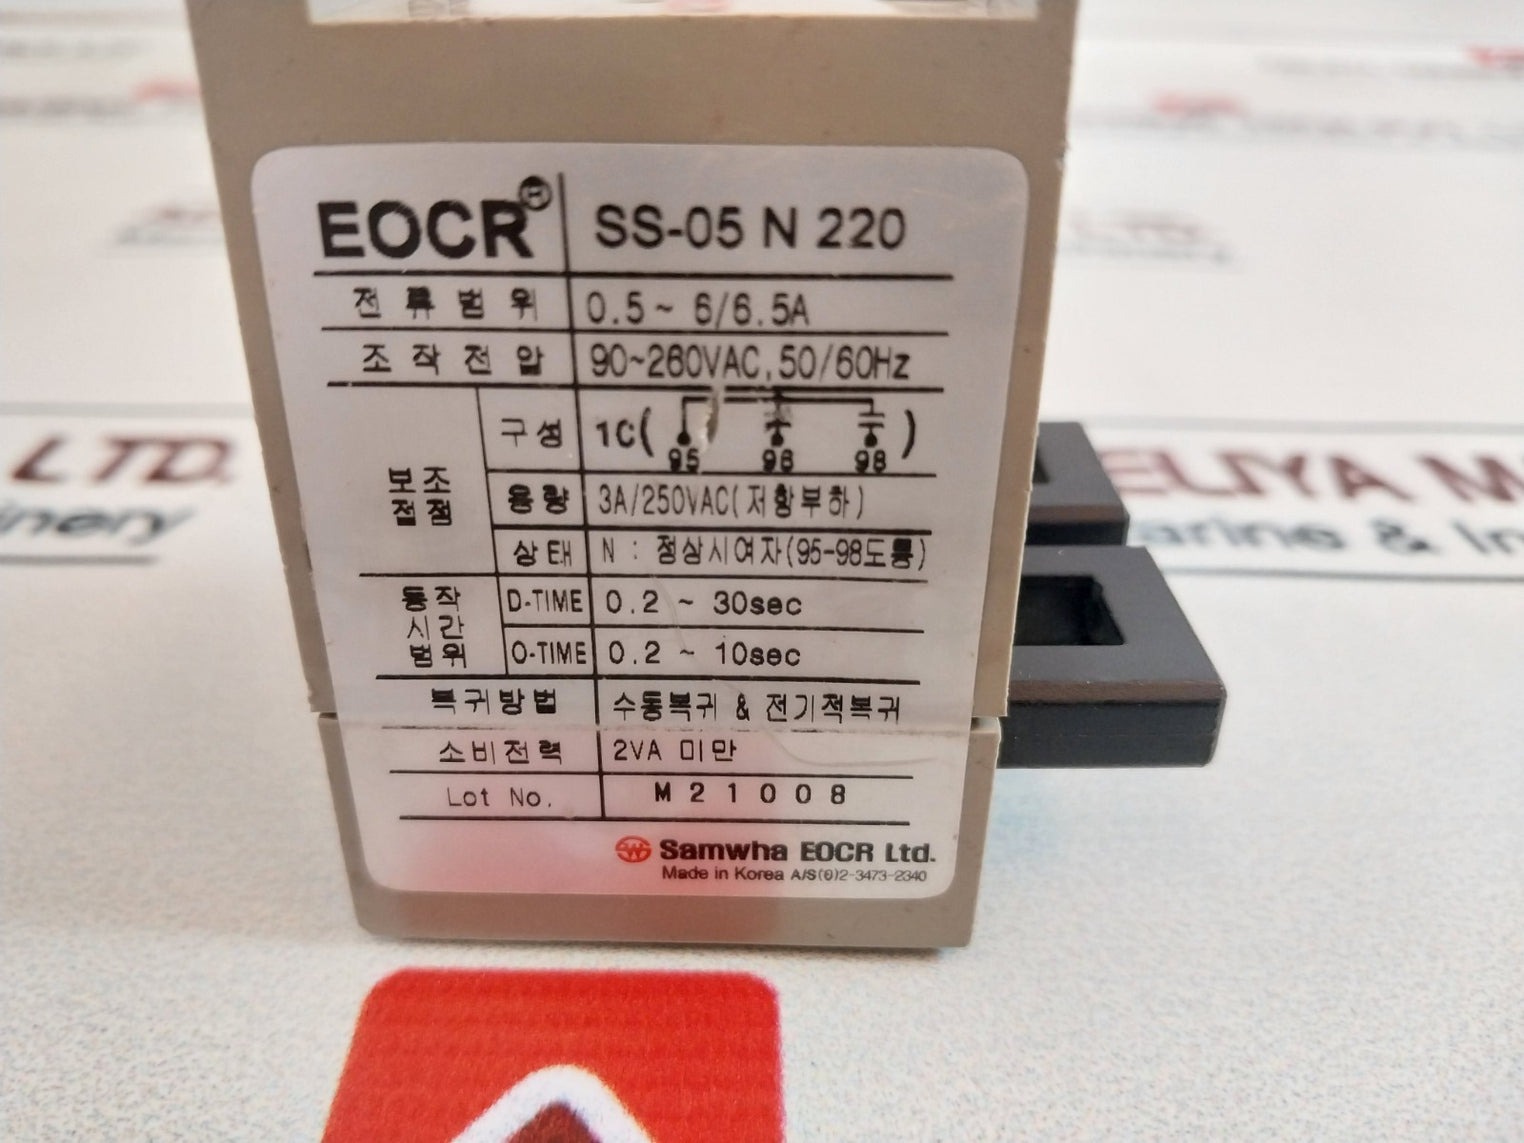 EOCR® SS-05 N 220
전류범위 0.5~ 6/6.5A
조작전압 90~260VAC,50/60Hz
보조접점 구성 1C( 95 96 98 )
용량 3A/250VAC(저항부하)
상태 N : 정상시여자(95-98도통)
동작시간범위 D-TIME 0.2 ~ 30sec
O-TIME 0.2 ~ 10sec
복귀방법 수동복귀 & 전기적복귀
소비전력 2VA 미만
Lot No. M21008
Samwha EOCR Ltd.
Made in Korea A/S(0)2-3473-2340
LTD.
inery
ELIYA M
arine & In